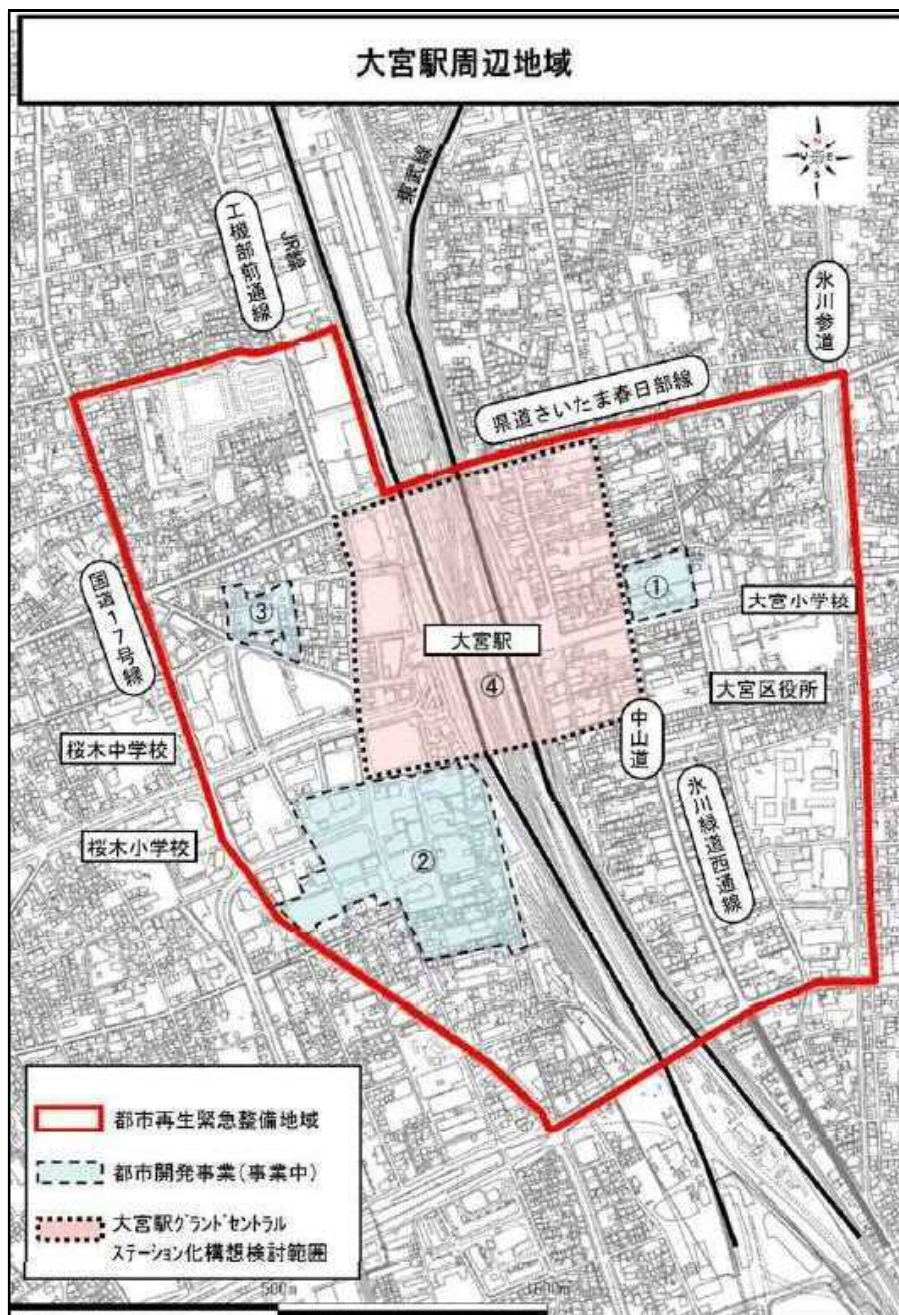 大宮駅周辺地域
N
W
E
S
東武線
工機部前通線
JR線
氷川参道
県道さいたま春日部線
国道17号線
①
③
大宮小学校
大宮駅
④
大宮区役所
中山道
桜木中学校
氷川緑道西通線
桜木小学校
②
都市再生緊急整備地域
都市開発事業(事業中)
大宮駅グランドセントラル
ステーション化構想検討範囲
500m
1000m